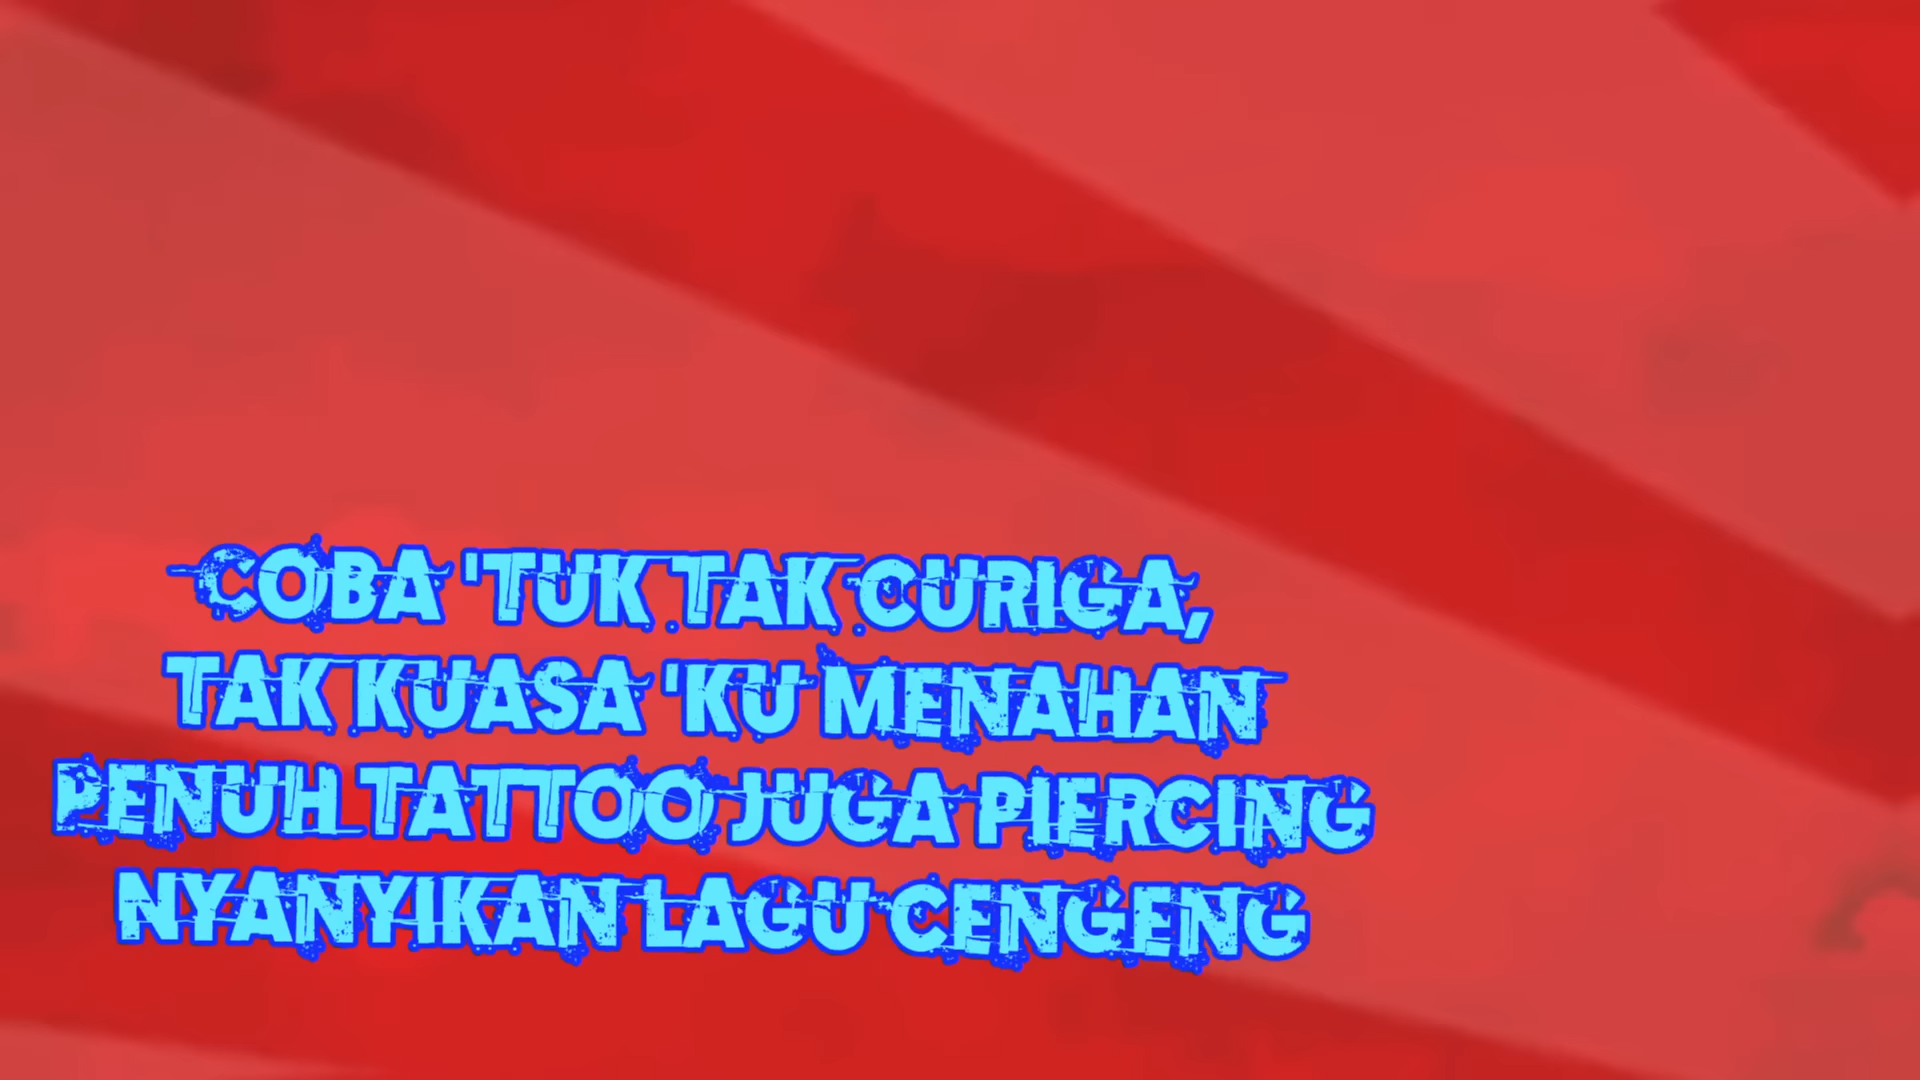 COBA 'TUK TAK CURIGA,
TAK KUASA 'KU MENAHAN
PENUH TATTOO JUGA PIERCING
NYANYIKAN LAGU CENGENG